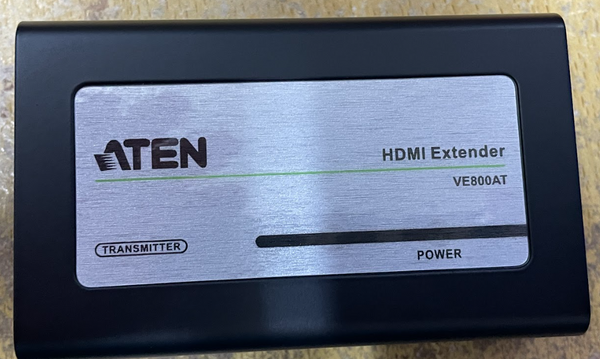 ATEN
HDMI Extender
VE800AT
TRANSMITTER
POWER